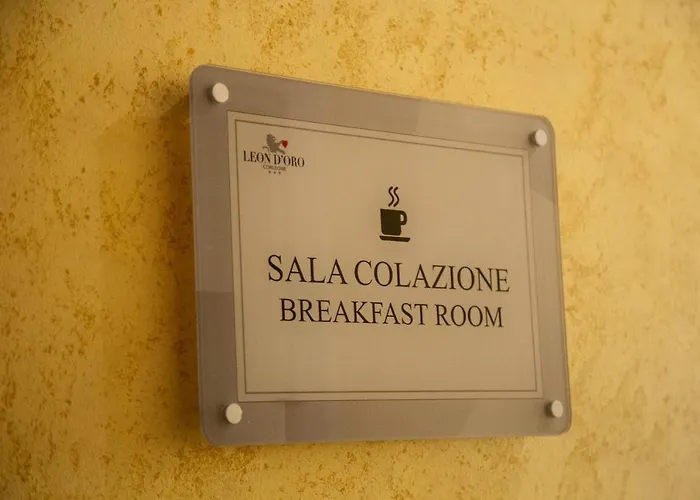 LEON D'ORO
SALA COLAZIONE
BREAKFAST ROOM